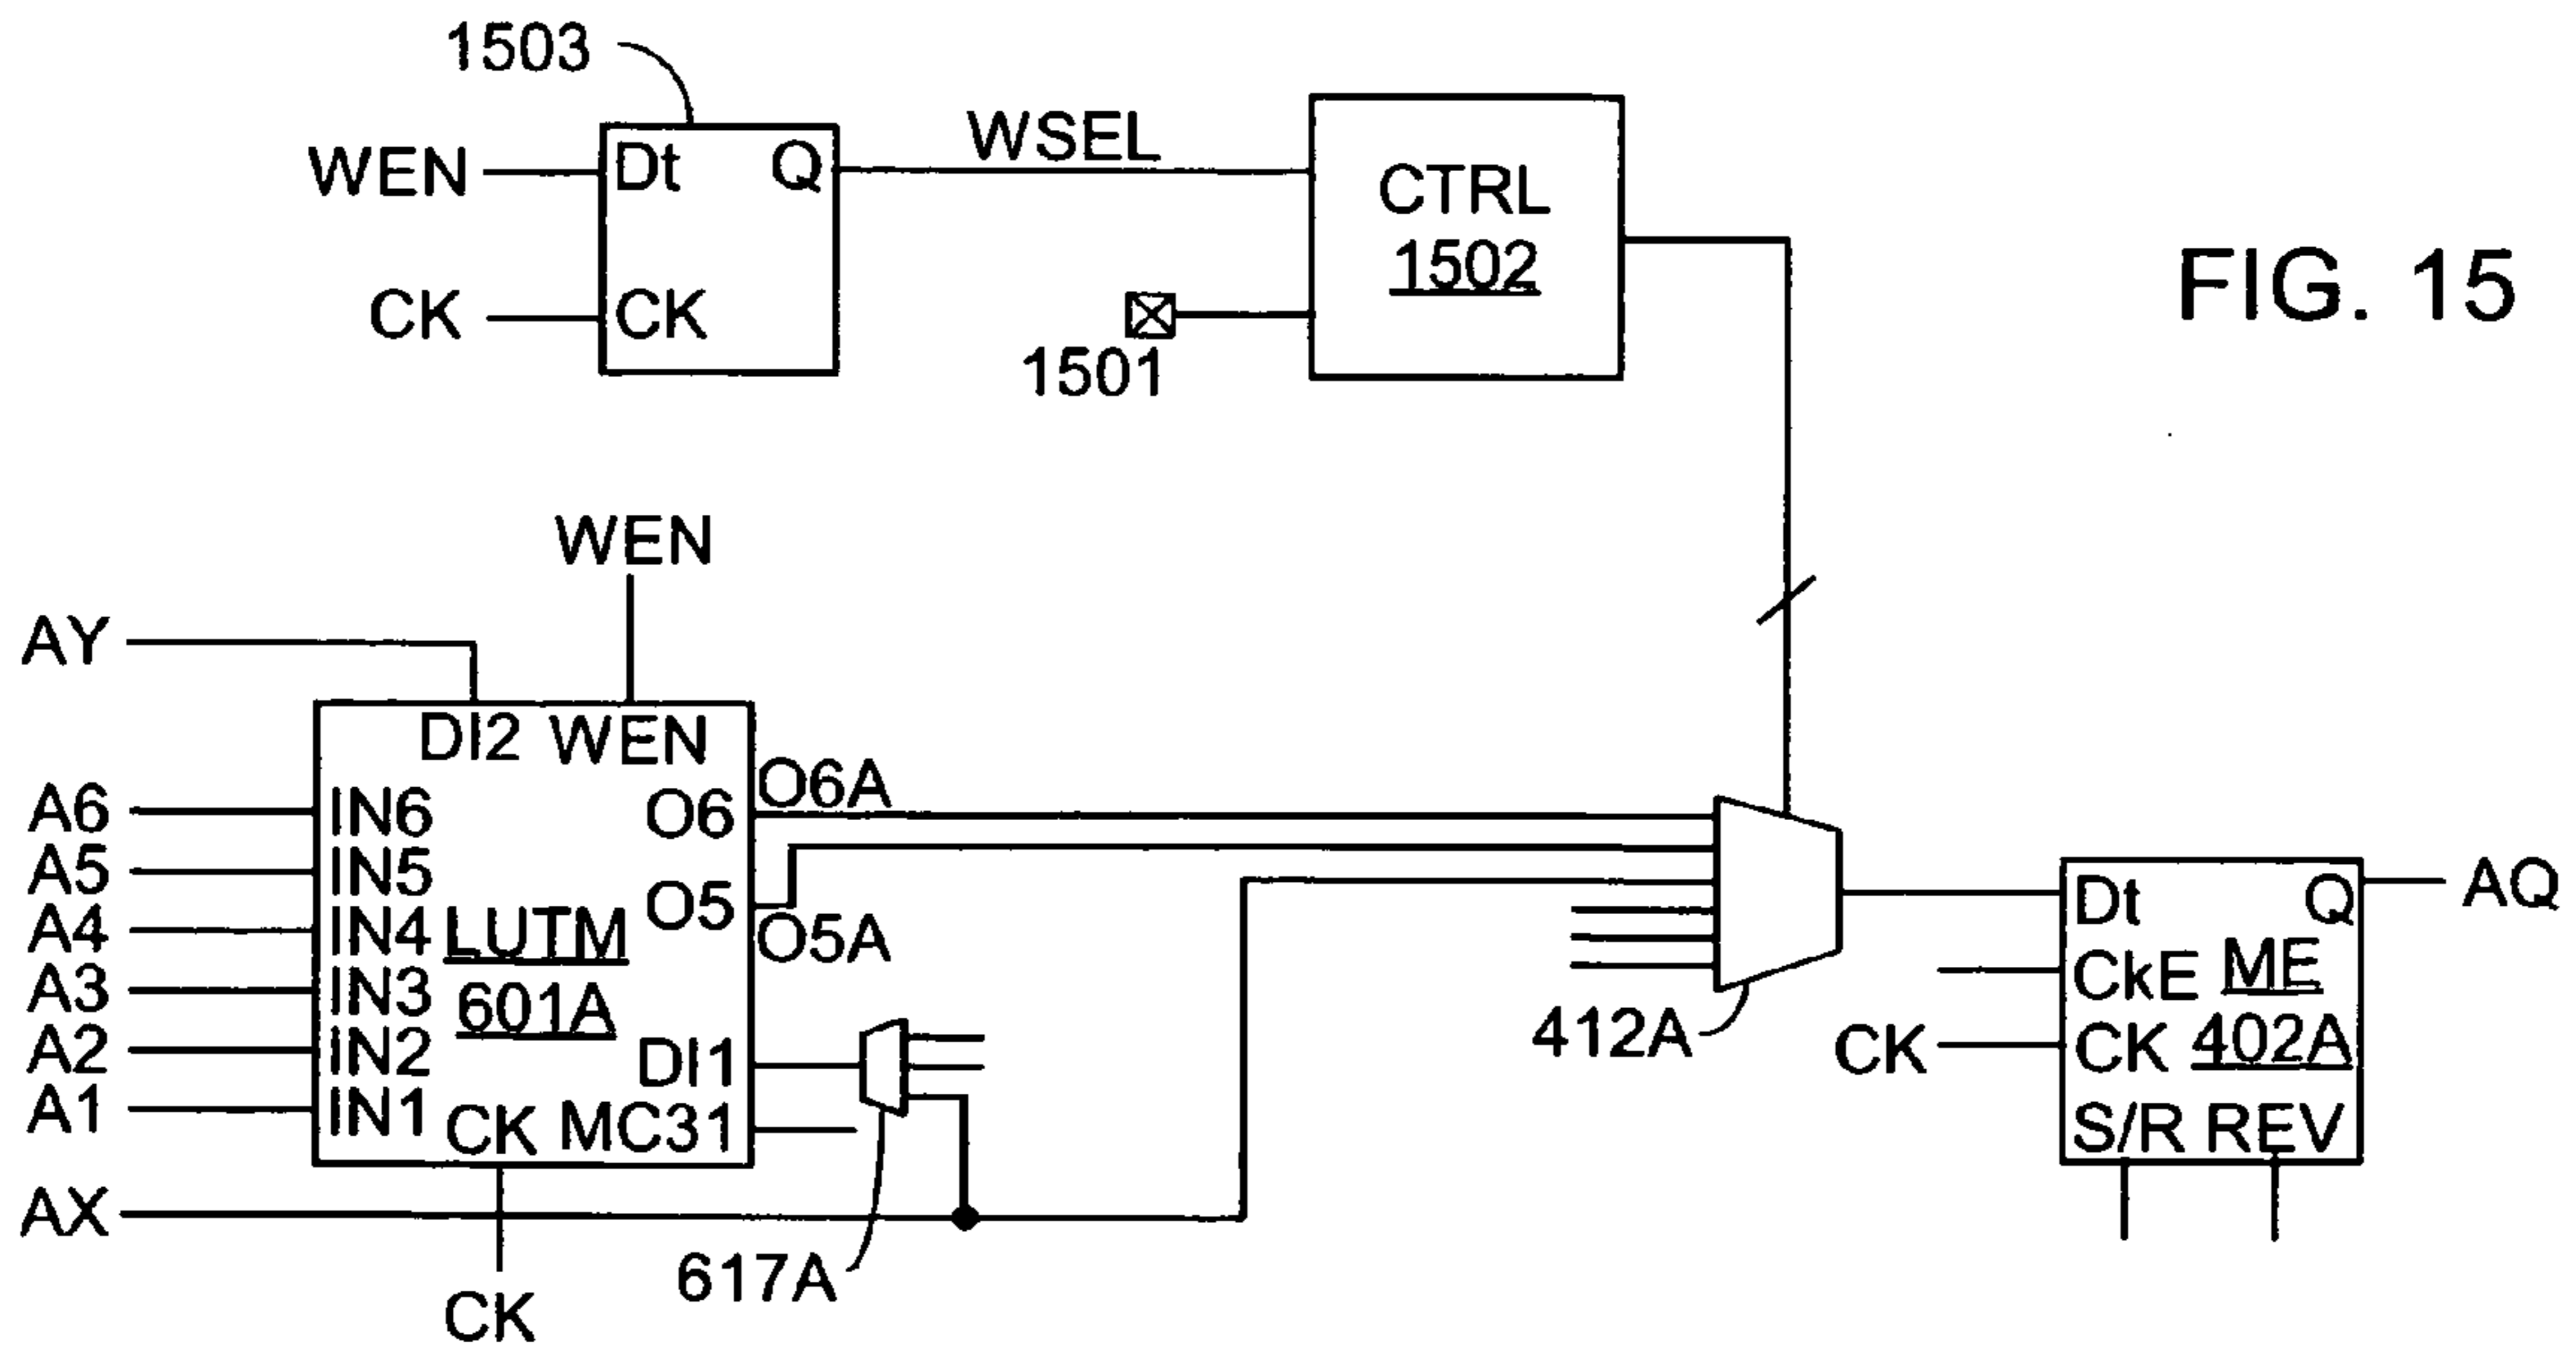 1503
WEN
Dt
Q
WSEL
CTRL
1502
CK
CK
1501
FIG. 15
WEN
AY
DI2
WEN
A6
IN6
O6
O6A
A5
IN5
O5
O5A
A4
IN4
LUTM
601A
A3
IN3
A2
IN2
DI1
A1
IN1
CK
MC31
AX
CK
617A
412A
Dt
Q
AQ
CkE
ME
402A
CK
CK
S/R
REV